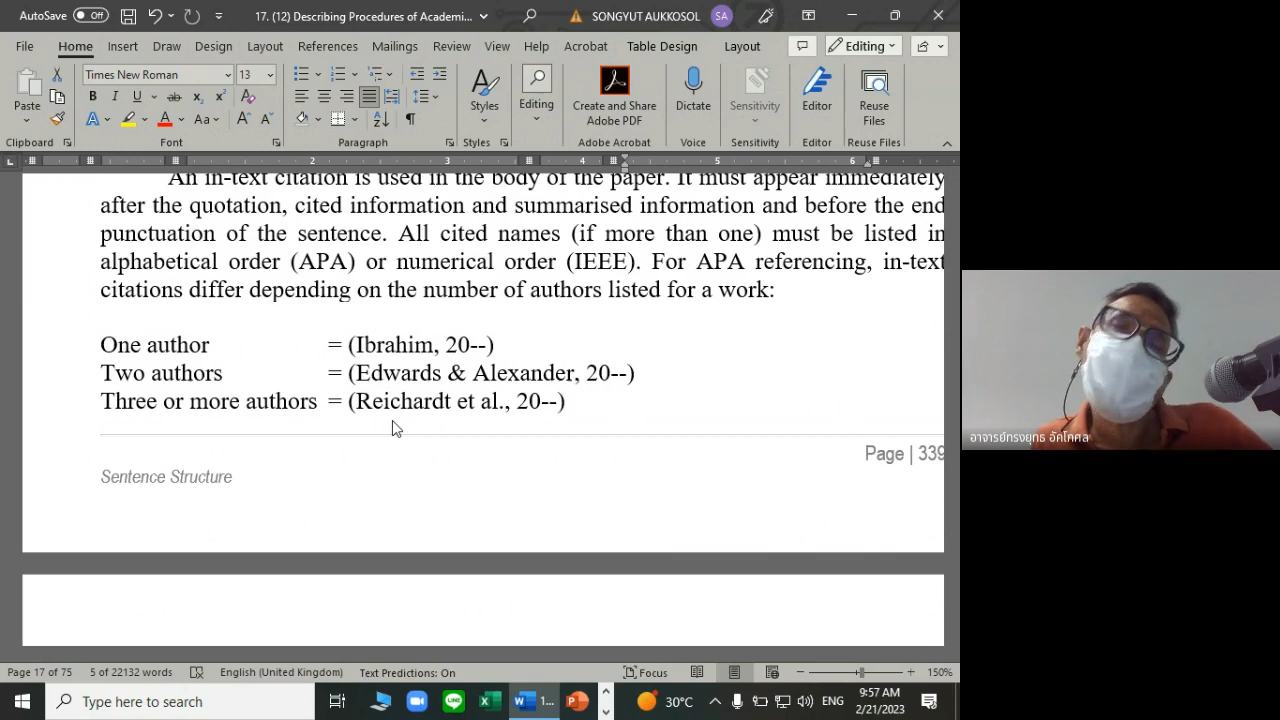 AutoSave Off 17. (12) Describing Procedures of Academi... SONGYUT AUKKOSOL SA
File Home Insert Draw Design Layout References Mailings Review View Help Acrobat Table Design Layout Editing
Times New Roman 13
Paste Styles Editing Create and Share Adobe PDF Dictate Sensitivity Editor Reuse Files
Clipboard Font Paragraph Styles Adobe Acrobat Voice Sensitivity Editor Reuse Files
2 3 4 5 6
An in-text citation is used in the body of the paper. It must appear immediately
after the quotation, cited information and summarised information and before the end
punctuation of the sentence. All cited names (if more than one) must be listed in
alphabetical order (APA) or numerical order (IEEE). For APA referencing, in-text
citations differ depending on the number of authors listed for a work:
One author = (Ibrahim, 20--)
Two authors = (Edwards & Alexander, 20--)
Three or more authors = (Reichardt et al., 20--)
Page | 339
Sentence Structure
อาจารย์ทรงยุทธ อัคโกศล
Page 17 of 75 5 of 22132 words English (United Kingdom) Text Predictions: On Focus 150%
Type here to search 1... 30°C ENG 9:57 AM
2/21/2023